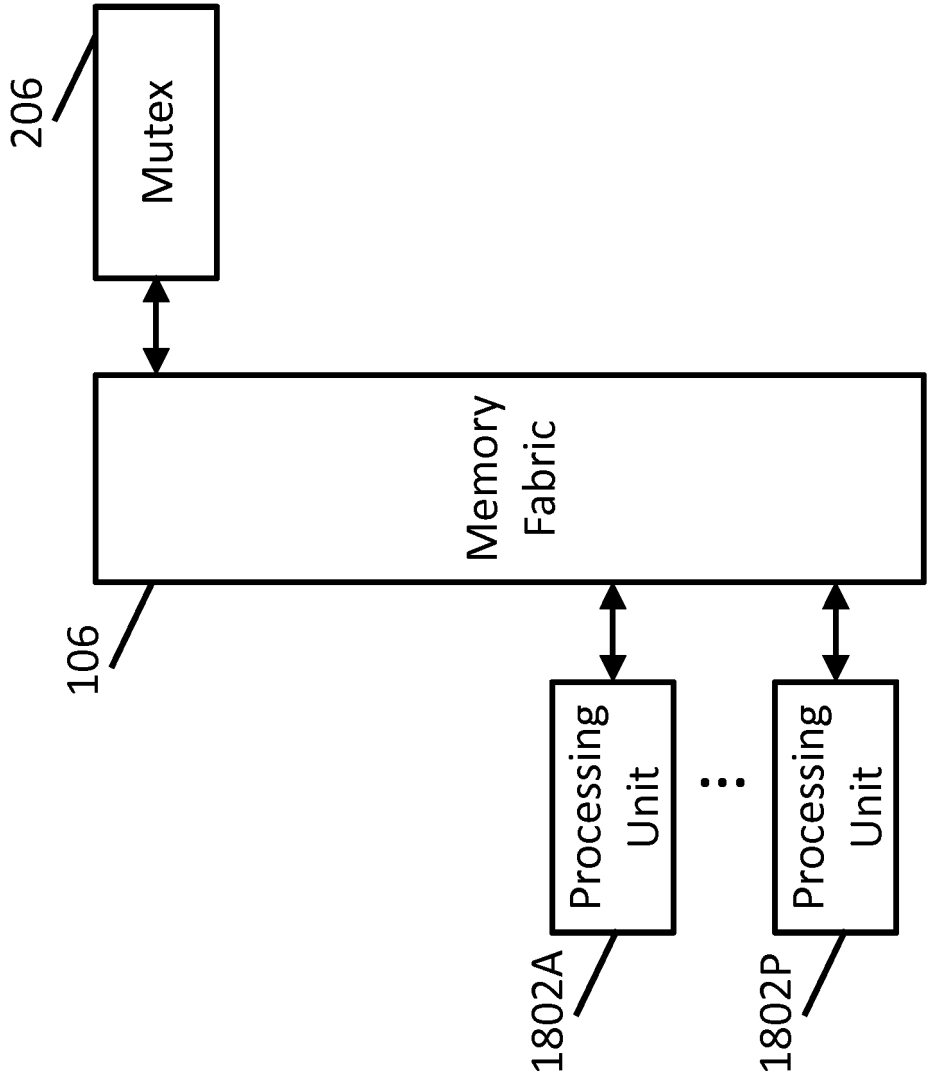 206
Mutex
106
Memory
Fabric
1802A
Processing
Unit
...
1802P
Processing
Unit